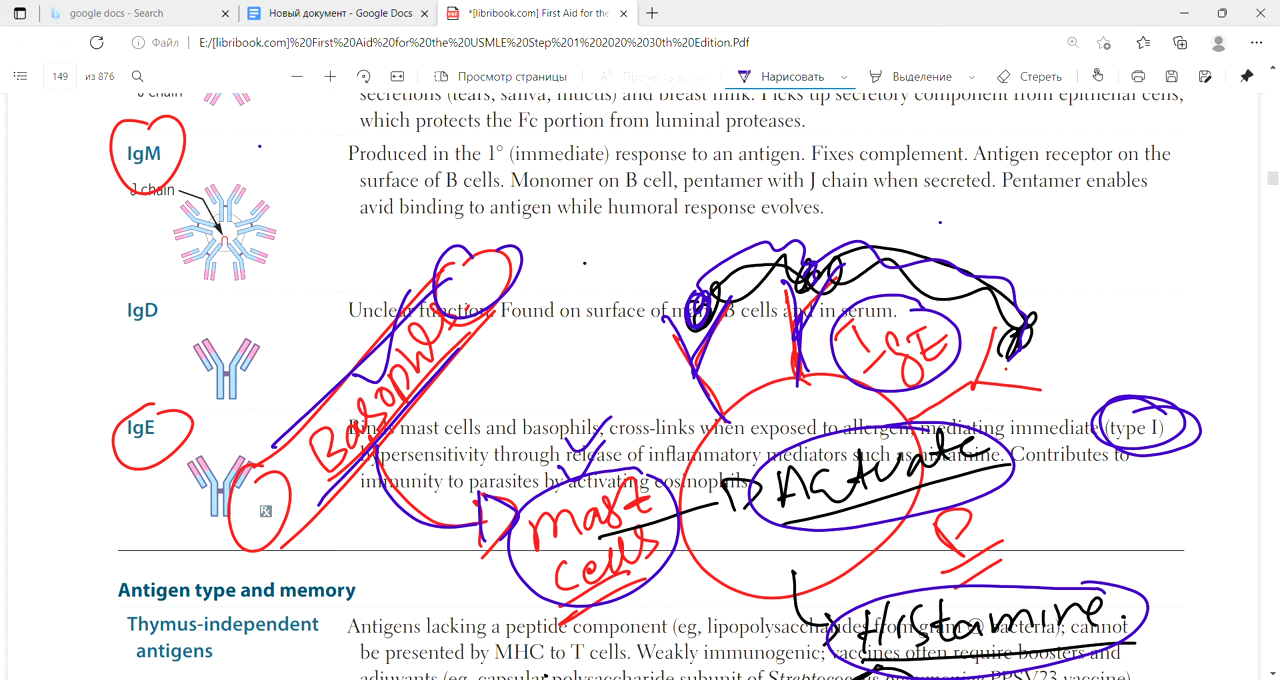 google docs - Search
Новый документ - Google Docs
*[libribook.com] First Aid for the
Файл
E:/[libribook.com]%20First%20Aid%20for%20the%20USMLE%20Step%201%202020%2030th%20Edition.Pdf
149 из 876
Просмотр страницы
Нарисовать
Выделение
Стереть
J chain
secretions (tears, saliva, mucus) and breast milk. Picks up secretory component from epithelial cells,
which protects the Fc portion from luminal proteases.
IgM
Produced in the 1° (immediate) response to an antigen. Fixes complement. Antigen receptor on the
surface of B cells. Monomer on B cell, pentamer with J chain when secreted. Pentamer enables
avid binding to antigen while humoral response evolves.
J chain
IgD
Unclear function. Found on surface of many B cells and in serum.
IgE
Basophils
IgE
Binds mast cells and basophils; cross-links when exposed to allergen, mediating immediate (type I)
hypersensitivity through release of inflammatory mediators such as histamine. Contributes to
immunity to parasites by activating eosinophils.
mast
cells
Activate
P
Histamine.
Antigen type and memory
Thymus-independent
antigens
Antigens lacking a peptide component (eg, lipopolysaccharides from gram ⊝ bacteria); cannot
be presented by MHC to T cells. Weakly immunogenic; vaccines often require boosters and
adjuvants (eg, capsular polysaccharide subunit of Streptococcus pneumoniae PPSV23 vaccine).